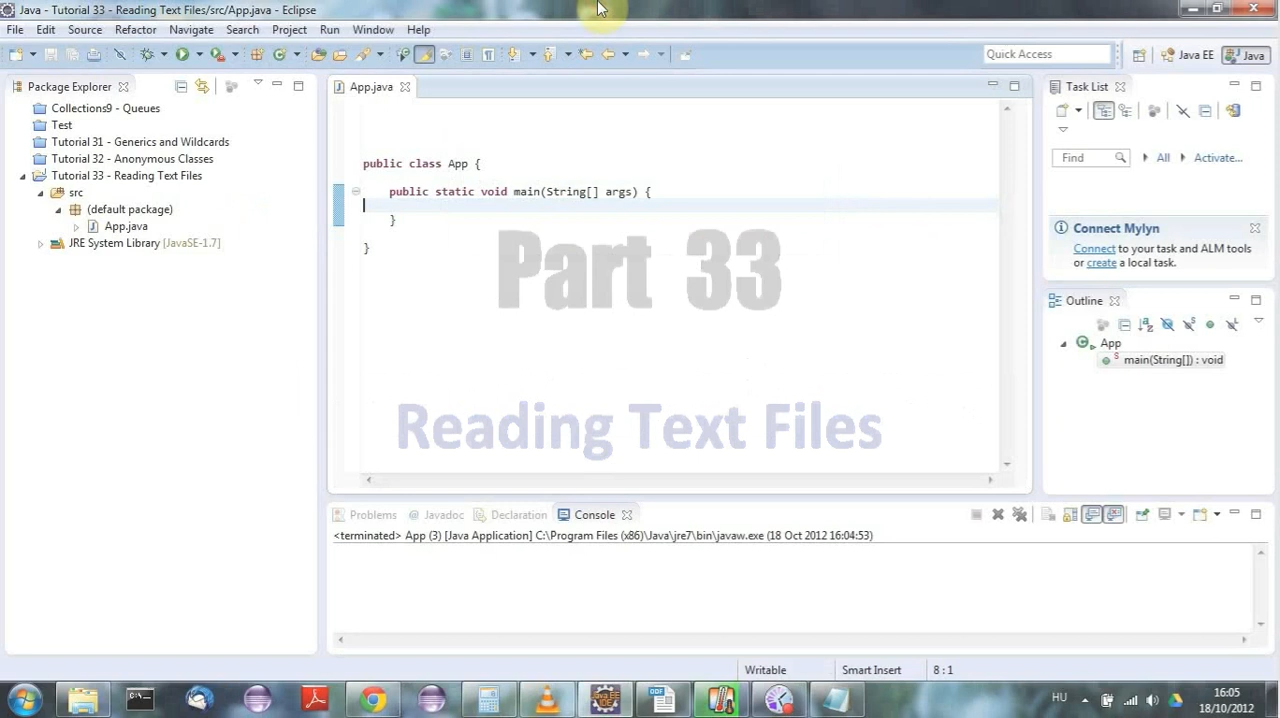 Java - Tutorial 33 - Reading Text Files/src/App.java - Eclipse
File Edit Source Refactor Navigate Search Project Run Window Help
Quick Access Java EE Java
Package Explorer
Collections9 - Queues
Test
Tutorial 31 - Generics and Wildcards
Tutorial 32 - Anonymous Classes
Tutorial 33 - Reading Text Files
src
(default package)
App.java
JRE System Library [JavaSE-1.7]
App.java
public class App {
public static void main(String[] args) {
}
}
Part 33
Reading Text Files
Task List
Find All Activate...
Connect Mylyn
Connect to your task and ALM tools
or create a local task.
Outline
App
main(String[]) : void
Problems Javadoc Declaration Console
<terminated> App (3) [Java Application] C:\Program Files (x86)\Java\jre7\bin\javaw.exe (18 Oct 2012 16:04:53)
Writable Smart Insert 8 : 1
HU 16:05
18/10/2012